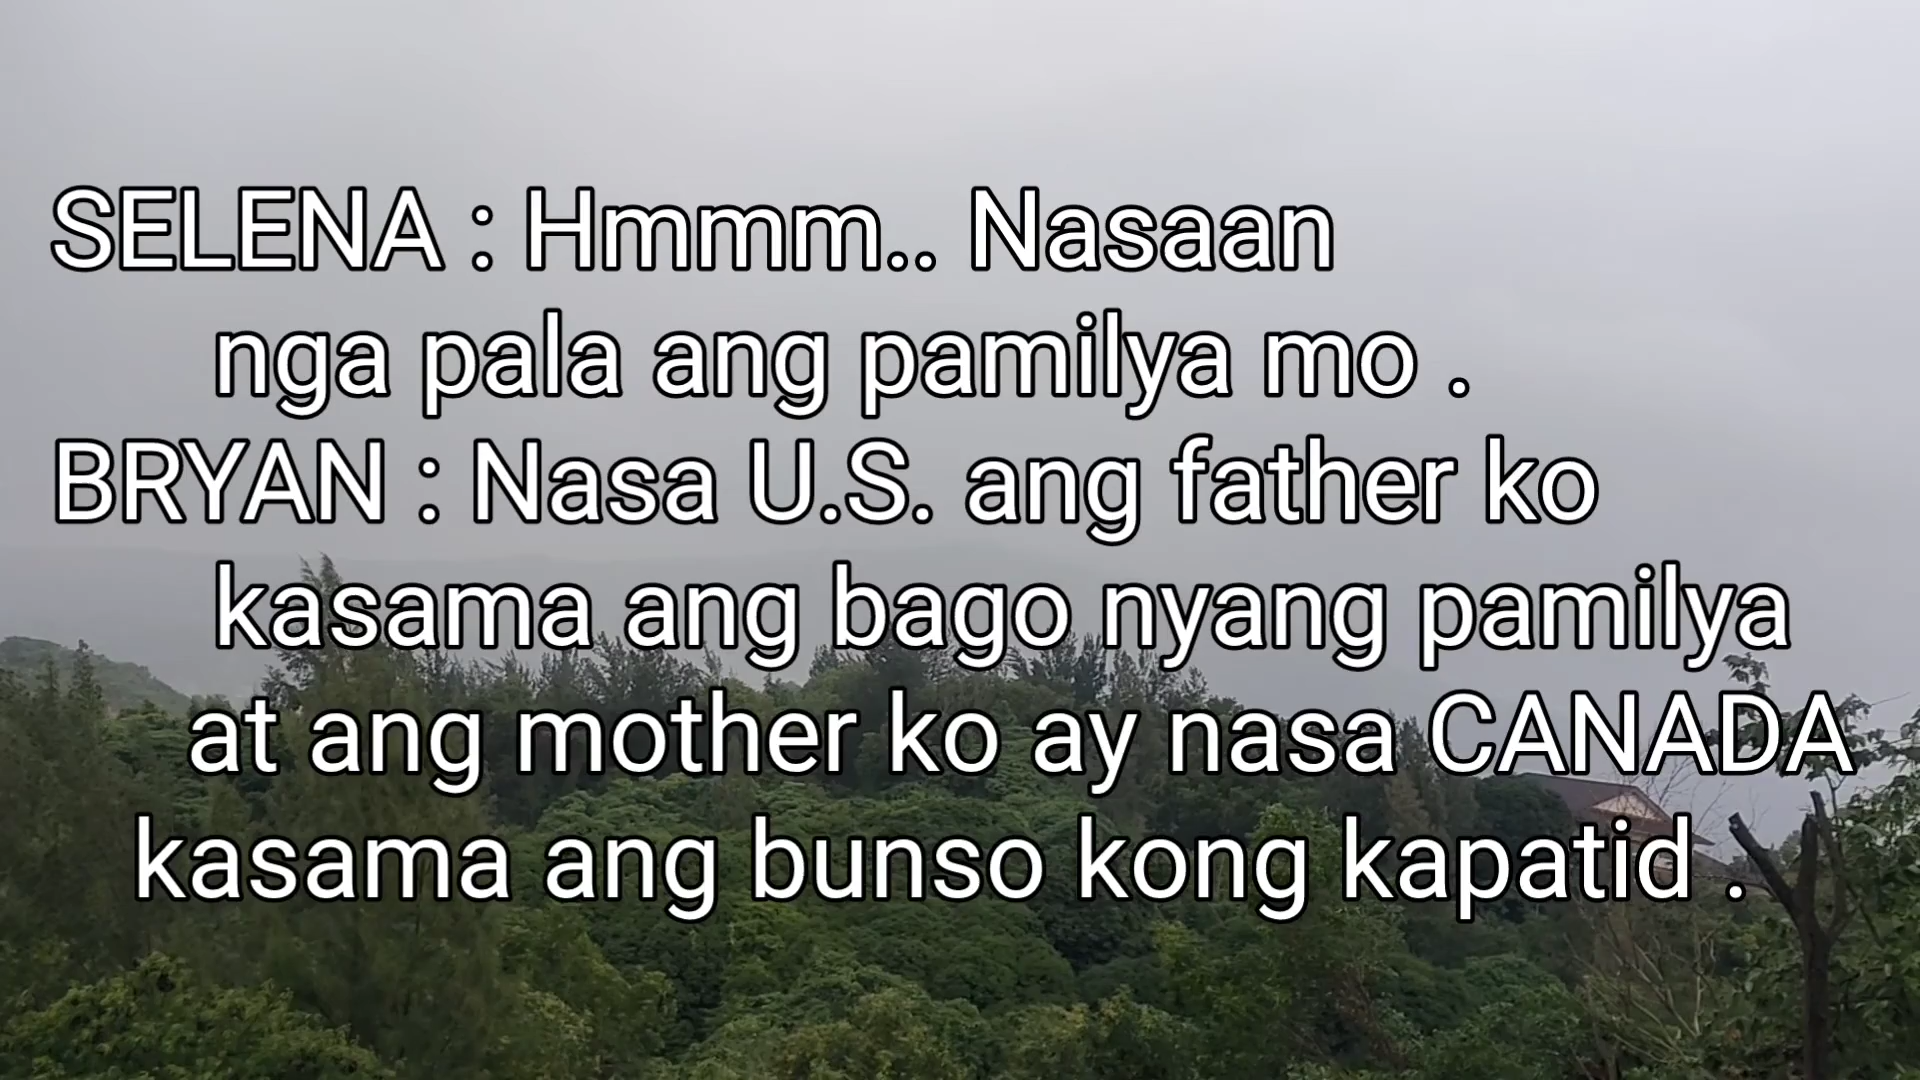 SELENA : Hmmm.. Nasaan
nga pala ang pamilya mo .
BRYAN : Nasa U.S. ang father ko
kasama ang bago nyang pamilya
at ang mother ko ay nasa CANADA
kasama ang bunso kong kapatid .